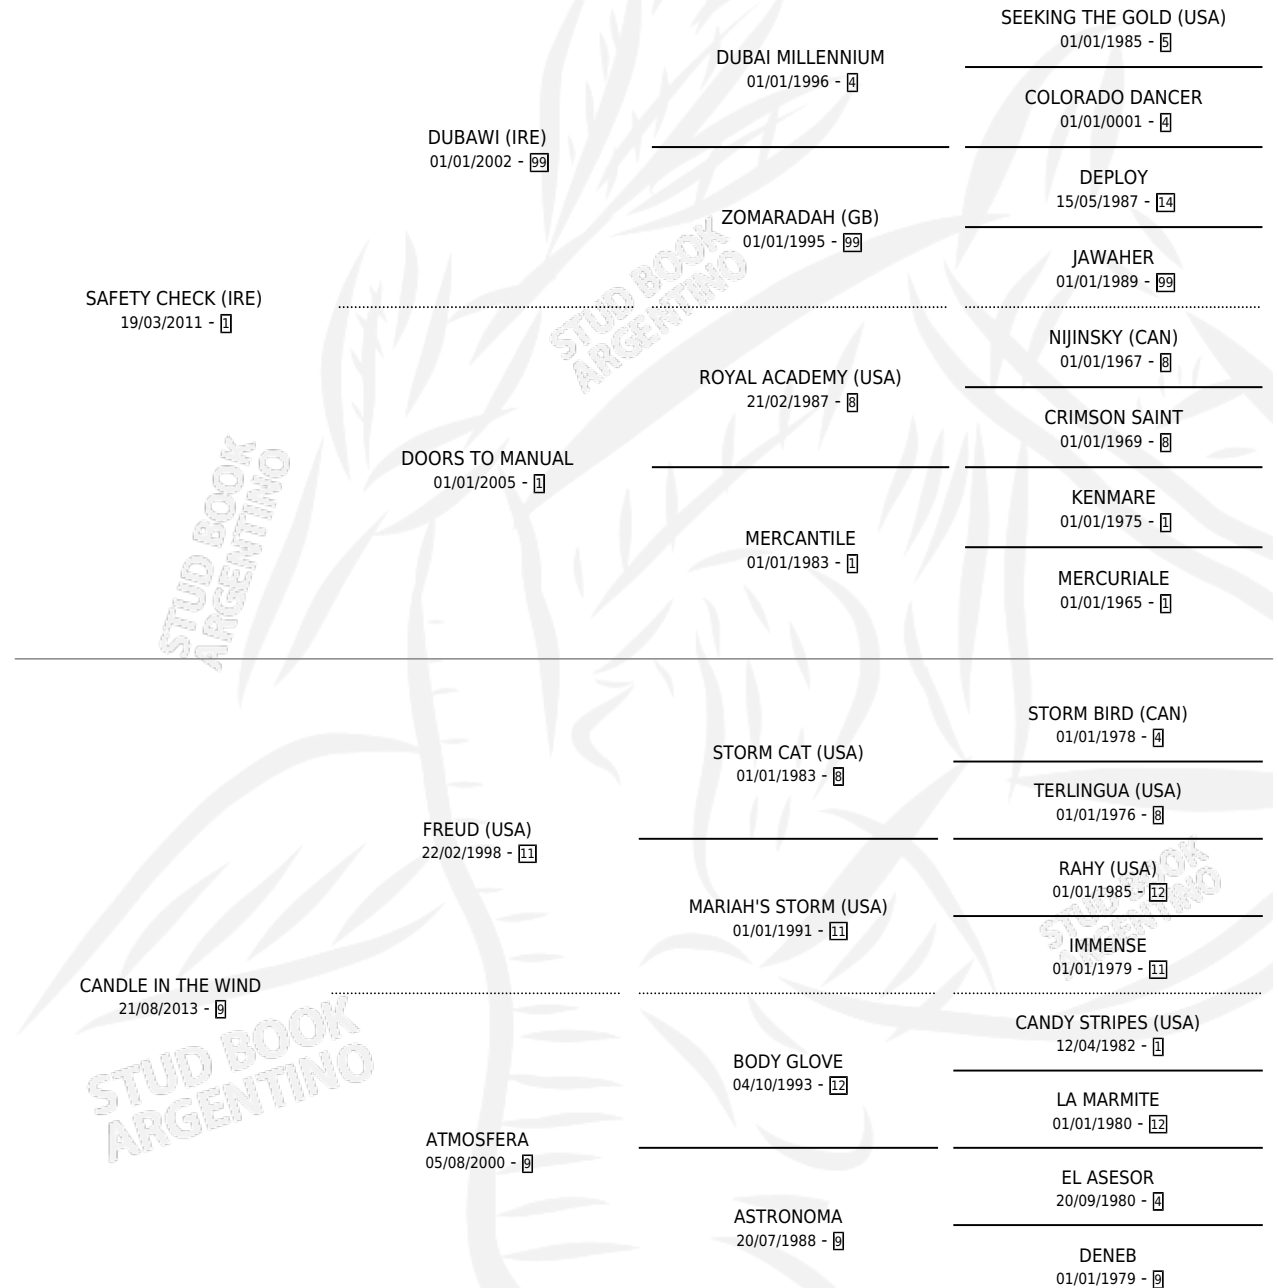 SEEKING THE GOLD (USA)
01/01/1985 - 5
DUBAI MILLENNIUM
01/01/1996 - 4
COLORADO DANCER
01/01/0001 - 4
DUBAWI (IRE)
01/01/2002 - 99
DEPLOY
15/05/1987 - 14
ZOMARADAH (GB)
01/01/1995 - 99
JAWAHER
01/01/1989 - 99
SAFETY CHECK (IRE)
19/03/2011 - 1
NIJINSKY (CAN)
01/01/1967 - 8
ROYAL ACADEMY (USA)
21/02/1987 - 8
CRIMSON SAINT
01/01/1969 - 8
DOORS TO MANUAL
01/01/2005 - 1
KENMARE
01/01/1975 - 1
MERCANTILE
01/01/1983 - 1
MERCURIALE
01/01/1965 - 1
STORM BIRD (CAN)
01/01/1978 - 4
STORM CAT (USA)
01/01/1983 - 8
TERLINGUA (USA)
01/01/1976 - 8
FREUD (USA)
22/02/1998 - 11
RAHY (USA)
01/01/1985 - 12
MARIAH'S STORM (USA)
01/01/1991 - 11
IMMENSE
01/01/1979 - 11
CANDLE IN THE WIND
21/08/2013 - 9
CANDY STRIPES (USA)
12/04/1982 - 1
BODY GLOVE
04/10/1993 - 12
LA MARMITE
01/01/1980 - 12
ATMOSFERA
05/08/2000 - 9
EL ASESOR
20/09/1980 - 4
ASTRONOMA
20/07/1988 - 9
DENEB
01/01/1979 - 9
STUD BOOK
ARGENTINO
STUD BOOK
ARGENTINO
STUD BOOK
ARGENTINO
STUD BOOK
ARGENTINO